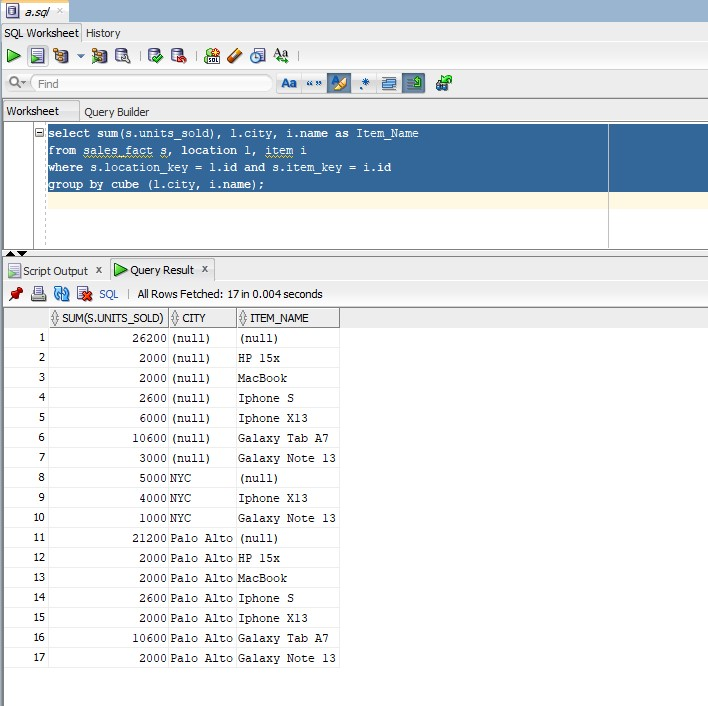 a.sql ×
SQL Worksheet History
SQL
Aa
Find
Aa “” .*
Worksheet Query Builder
select sum(s.units_sold), l.city, i.name as Item_Name
from sales_fact s, location l, item i
where s.location_key = l.id and s.item_key = i.id
group by cube (l.city, i.name);
Script Output × Query Result ×
SQL | All Rows Fetched: 17 in 0.004 seconds
SUM(S.UNITS_SOLD) CITY ITEM_NAME
1 26200 (null) (null)
2 2000 (null) HP 15x
3 2000 (null) MacBook
4 2600 (null) Iphone S
5 6000 (null) Iphone X13
6 10600 (null) Galaxy Tab A7
7 3000 (null) Galaxy Note 13
8 5000 NYC (null)
9 4000 NYC Iphone X13
10 1000 NYC Galaxy Note 13
11 21200 Palo Alto (null)
12 2000 Palo Alto HP 15x
13 2000 Palo Alto MacBook
14 2600 Palo Alto Iphone S
15 2000 Palo Alto Iphone X13
16 10600 Palo Alto Galaxy Tab A7
17 2000 Palo Alto Galaxy Note 13